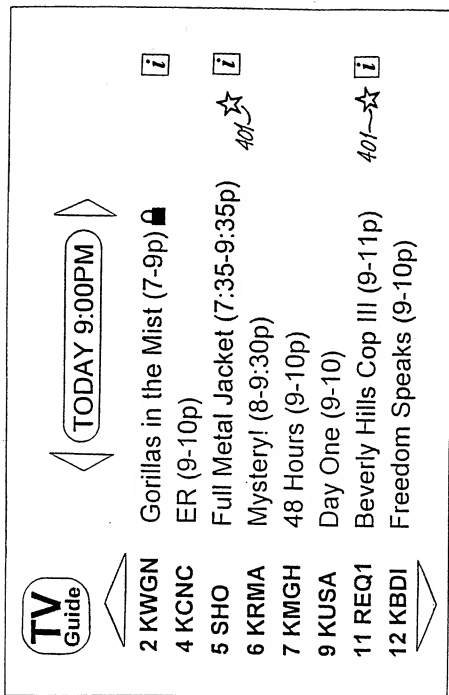 TV
Guide
TODAY 9:00PM
2 KWGN Gorillas in the Mist (7-9p) i
4 KCNC ER (9-10p)
5 SHO Full Metal Jacket (7:35-9:35p) 401 i
6 KRMA Mystery! (8-9:30p)
7 KMGH 48 Hours (9-10p)
9 KUSA Day One (9-10)
11 REQ1 Beverly Hills Cop III (9-11p) 401 i
12 KBDI Freedom Speaks (9-10p)